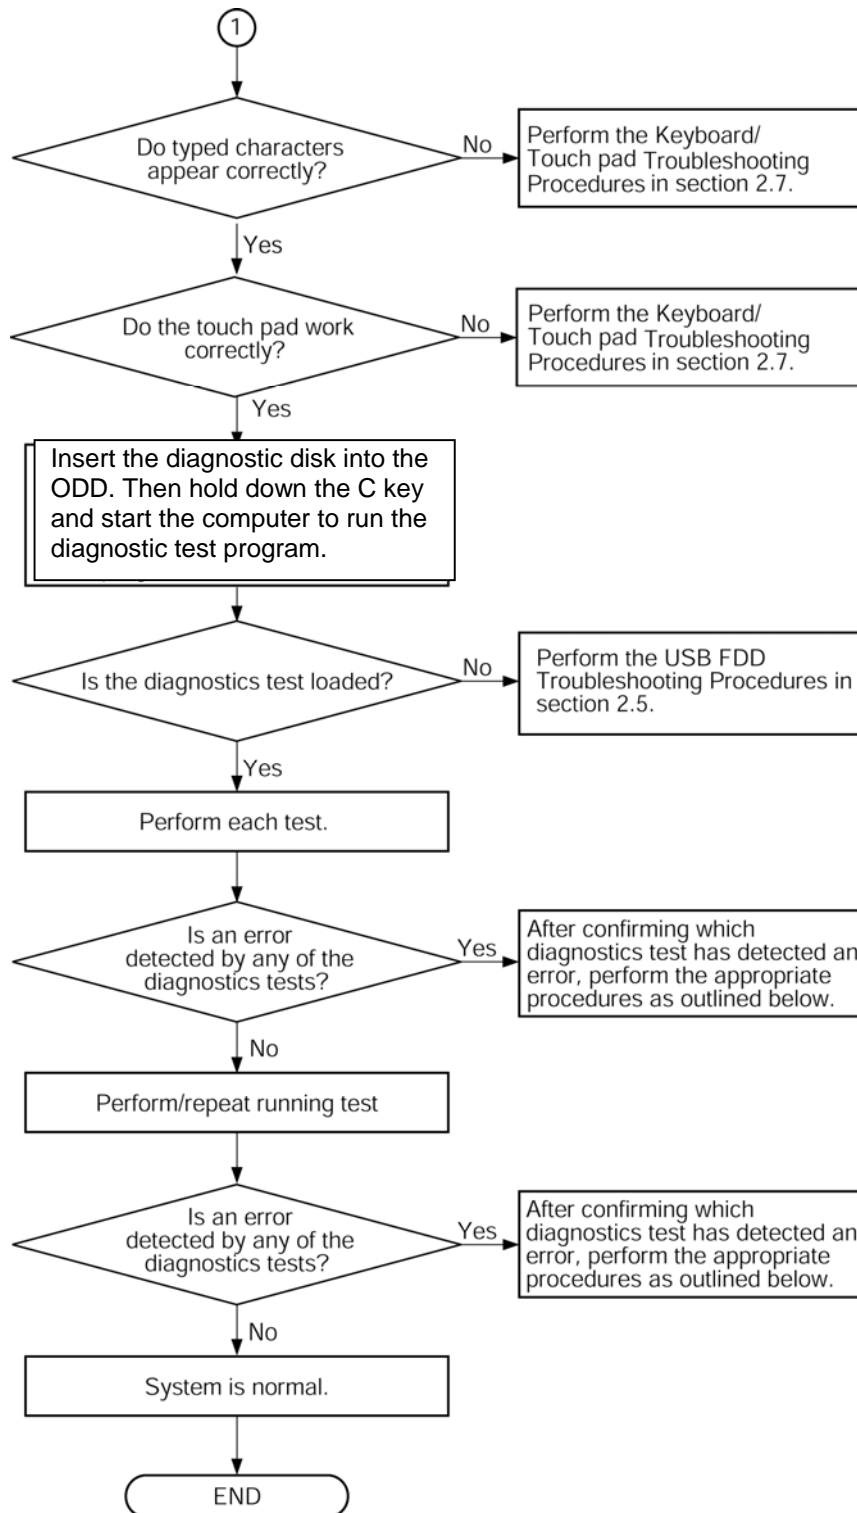 1
Do typed characters
appear correctly?
No
Perform the Keyboard/
Touch pad Troubleshooting
Procedures in section 2.7.
Yes
Do the touch pad work
correctly?
No
Perform the Keyboard/
Touch pad Troubleshooting
Procedures in section 2.7.
Yes
Insert the diagnostic disk into the
ODD. Then hold down the C key
and start the computer to run the
diagnostic test program.
Is the diagnostics test loaded?
No
Perform the USB FDD
Troubleshooting Procedures in
section 2.5.
Yes
Perform each test.
Is an error
detected by any of the
diagnostics tests?
Yes
After confirming which
diagnostics test has detected an
error, perform the appropriate
procedures as outlined below.
No
Perform/repeat running test
Is an error
detected by any of the
diagnostics tests?
Yes
After confirming which
diagnostics test has detected an
error, perform the appropriate
procedures as outlined below.
No
System is normal.
END